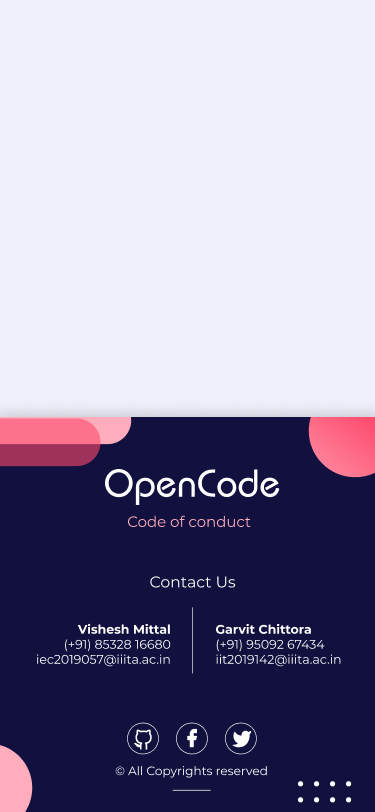 OpenCode
Code of conduct
Contact Us
Vishesh Mittal
(+91) 85328 16680
iec2019057@iiita.ac.in
Garvit Chittora
(+91) 95092 67434
iit2019142@iiita.ac.in
© All Copyrights reserved